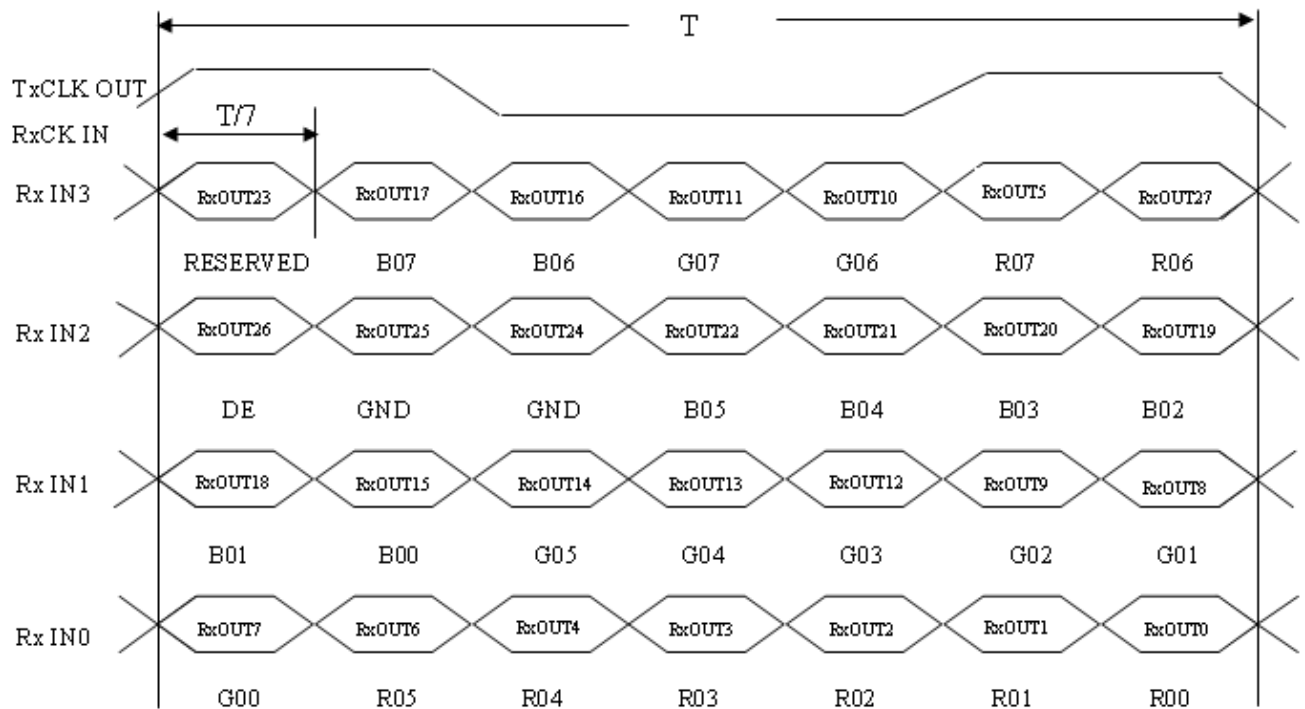 T
TxCLK OUT
T/7
RxCK IN
Rx IN3 RxOUT23 RxOUT17 RxOUT16 RxOUT11 RxOUT10 RxOUT5 RxOUT27
RESERVED B07 B06 G07 G06 R07 R06
Rx IN2 RxOUT26 RxOUT25 RxOUT24 RxOUT22 RxOUT21 RxOUT20 RxOUT19
DE GND GND B05 B04 B03 B02
Rx IN1 RxOUT18 RxOUT15 RxOUT14 RxOUT13 RxOUT12 RxOUT9 RxOUT8
B01 B00 G05 G04 G03 G02 G01
Rx IN0 RxOUT7 RxOUT6 RxOUT4 RxOUT3 RxOUT2 RxOUT1 RxOUT0
G00 R05 R04 R03 R02 R01 R00